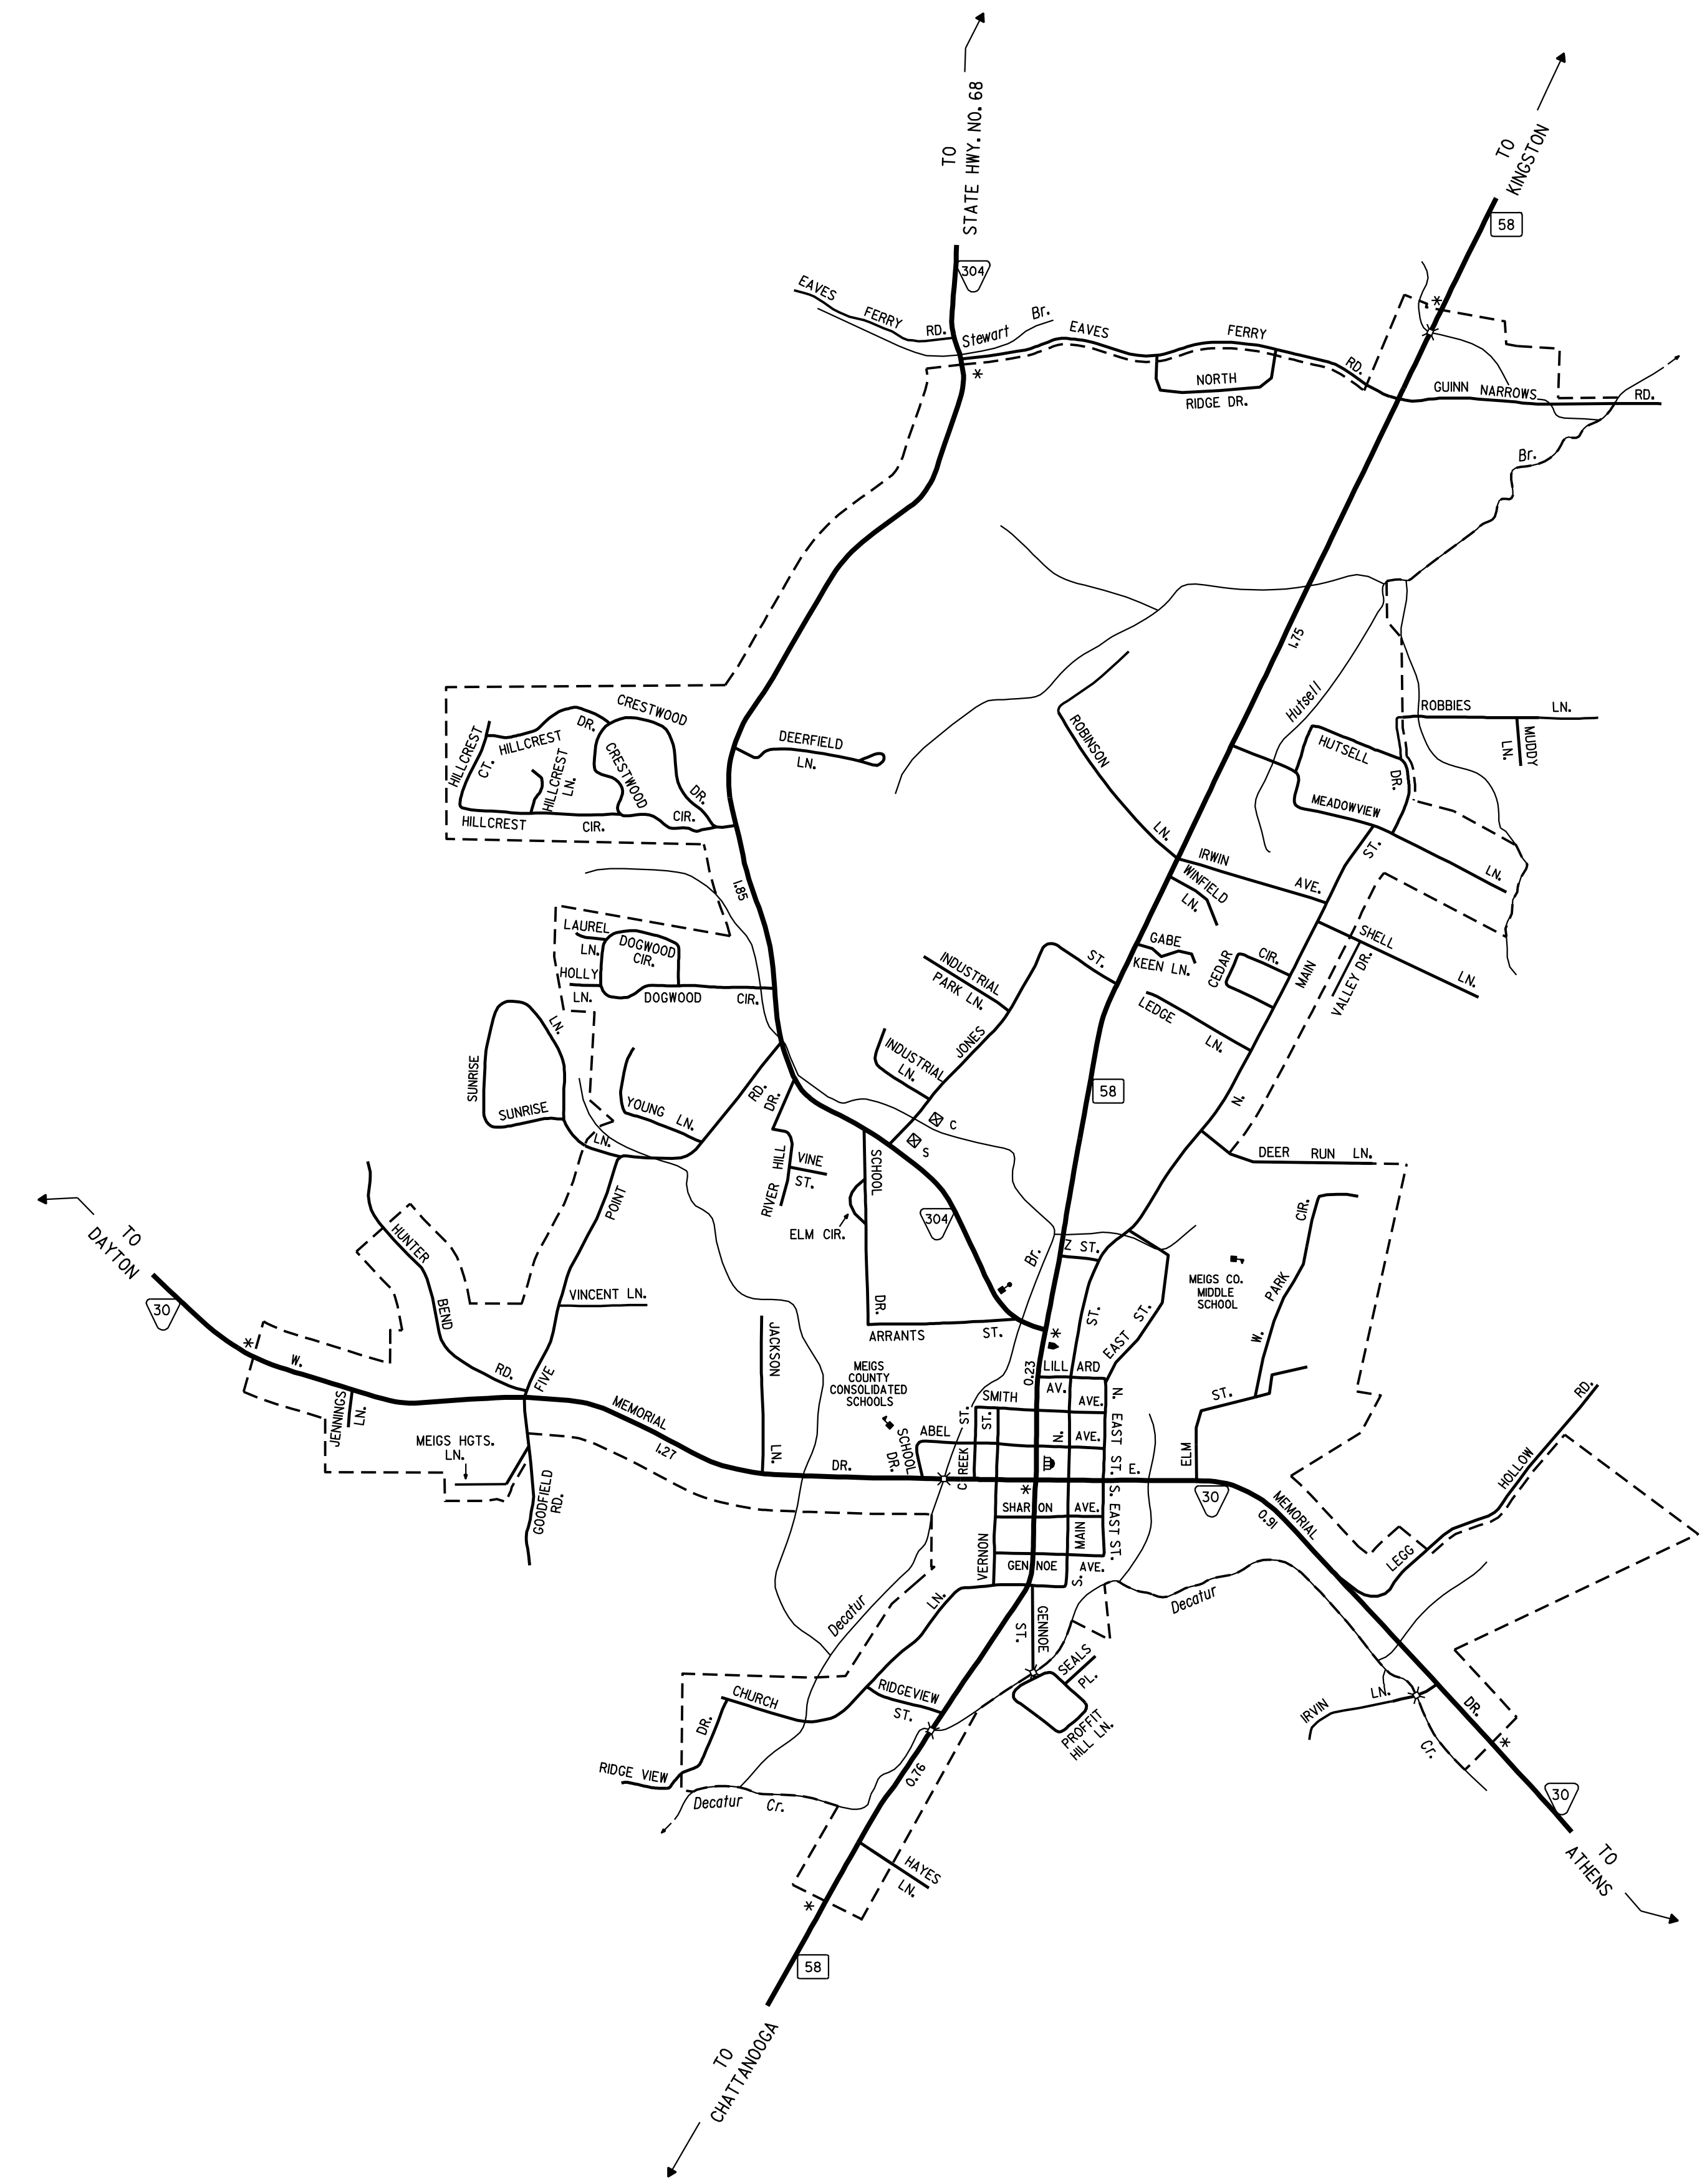 TO
STATE HWY. NO. 68
TO
KINGSTON
58
304
EAVES
FERRY
RD.
Stewart
Br.
EAVES
FERRY
RD.
NORTH
RIDGE DR.
GUINN
NARROWS
RD.
Br.
1.75
Hutsell
ROBBIES
LN.
MUDDY
LN.
CRESTWOOD
DR.
HILLCREST
DR.
HILLCREST
CT.
HILLCREST
LN.
CRESTWOOD
CIR.
HILLCREST
CIR.
DEERFIELD
LN.
ROBINSON
LN.
HUTSELL
DR.
MEADOWVIEW
LN.
ST.
IRWIN
AVE.
WINFIELD
LN.
1.85
LAUREL
LN.
DOGWOOD
CIR.
HOLLY
LN.
DOGWOOD
CIR.
GABE
KEEN LN.
CEDAR
CIR.
MAIN
SHELL
LN.
VALLEY DR.
INDUSTRIAL
PARK LN.
ST.
JONES
LEDGE
LN.
INDUSTRIAL
LN.
SUNRISE
LN.
SUNRISE
LN.
YOUNG
LN.
RD.
DR.
58
N.
C
S
DEER
RUN
LN.
RIVER
HILL
VINE
ST.
SCHOOL
DR.
ELM CIR.
304
POINT
TO
DAYTON
HUNTER
BEND
RD.
30
Br.
Z ST.
MEIGS CO.
MIDDLE
SCHOOL
CIR.
PARK
W.
VINCENT LN.
JACKSON
LN.
ARRANTS
ST.
ST.
EAST ST.
W.
JENNINGS
LN.
FIVE
MEMORIAL
1.27
DR.
MEIGS HGTS.
LN.
GOODFIELD
RD.
MEIGS
COUNTY
CONSOLIDATED
SCHOOLS
SCHOOL
DR.
ABEL
ST.
CREEK
0.23
LILLARD
AV.
SMITH
AVE.
ST.
N.
AVE.
N. EAST ST.
E.
ELM
ST.
30
MEMORIAL
0.91
LEGG
HOLLOW
RD.
SHARON
AVE.
MAIN
S. EAST ST.
VERNON
GENNOE
AVE.
S.
GENNOE
ST.
Decatur
Decatur
LN.
CHURCH
DR.
RIDGE VIEW
RIDGEVIEW
ST.
SEALS
PL.
PROFFIT
HILL LN.
IRVIN
LN.
DR.
Cr.
Decatur
Cr.
0.76
HAYES
LN.
30
TO
ATHENS
58
TO
CHATTANOOGA